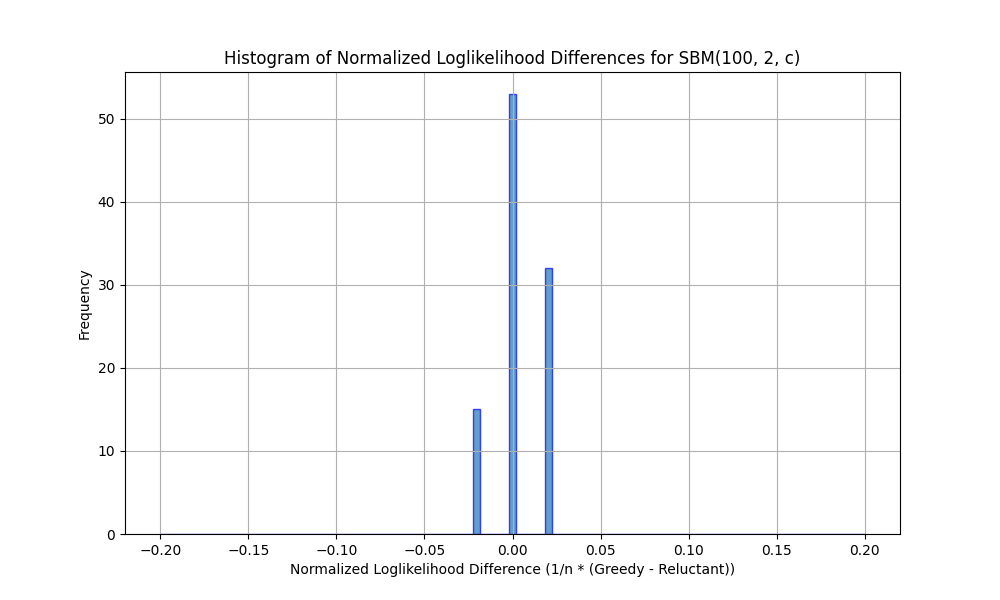 Histogram of Normalized Loglikelihood Differences for SBM(100, 2, c)
Frequency
50
40
30
20
10
0
−0.20 −0.15 −0.10 −0.05 0.00 0.05 0.10 0.15 0.20
Normalized Loglikelihood Difference (1/n * (Greedy - Reluctant))